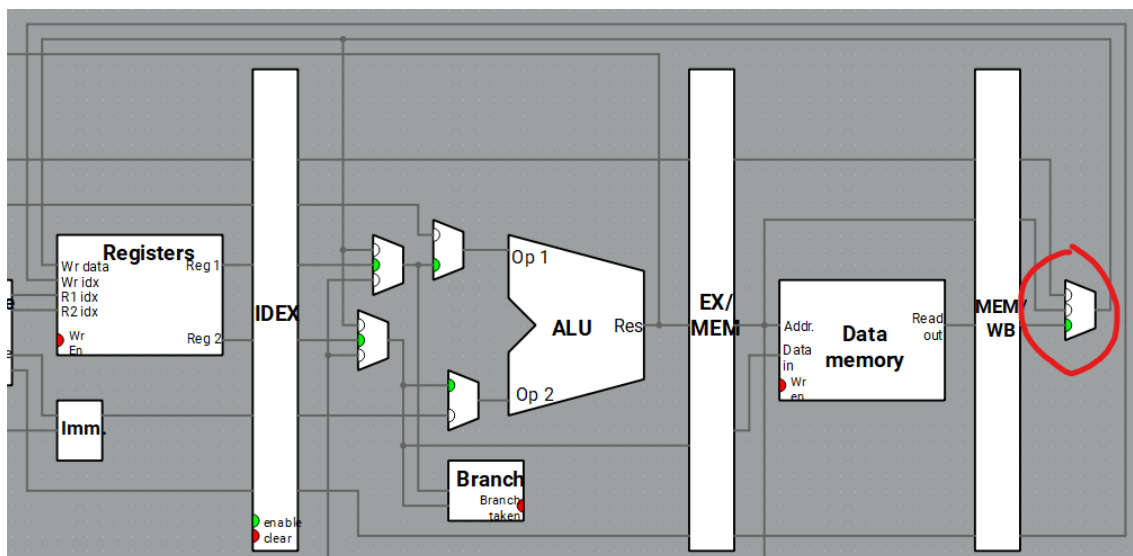 Registers
Wr data
Reg 1
Wr idx
R1 idx
R2 idx
Wr
En
Reg 2
Imm.
IDEX
enable
clear
Op 1
ALU
Res
Op 2
Branch
Branch
taken
EX/
MEM
Addr.
Data
memory
Read
out
Data
in
Wr
en
MEM/
WB